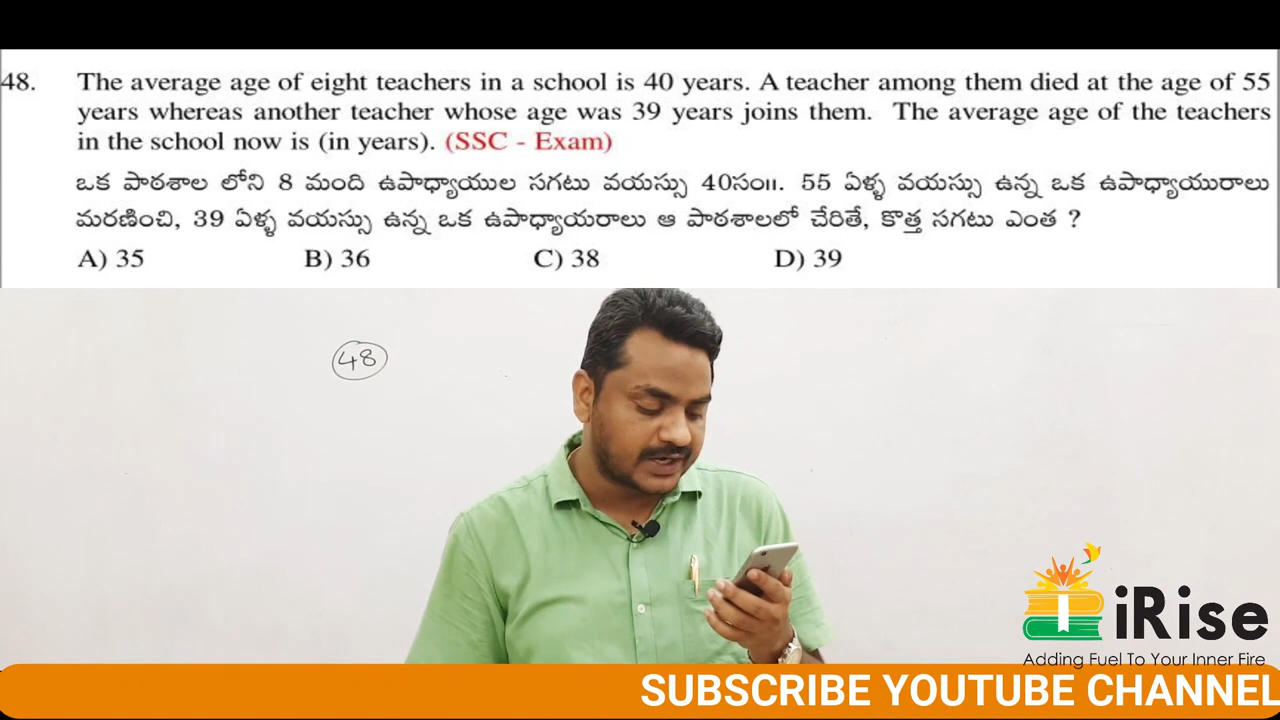 48. The average age of eight teachers in a school is 40 years. A teacher among them died at the age of 55
years whereas another teacher whose age was 39 years joins them. The average age of the teachers
in the school now is (in years). (SSC - Exam)
ఒక పాఠశాల లోని 8 మంది ఉపాధ్యాయుల సగటు వయస్సు 40సం॥. 55 ఏళ్ళ వయస్సు ఉన్న ఒక ఉపాధ్యాయురాలు
మరణించి, 39 ఏళ్ళ వయస్సు ఉన్న ఒక ఉపాధ్యాయరాలు ఆ పాఠశాలలో చేరితే, కొత్త సగటు ఎంత ?
A) 35 B) 36 C) 38 D) 39
48
iRise
Adding Fuel To Your Inner Fire
SUBSCRIBE YOUTUBE CHANNEL